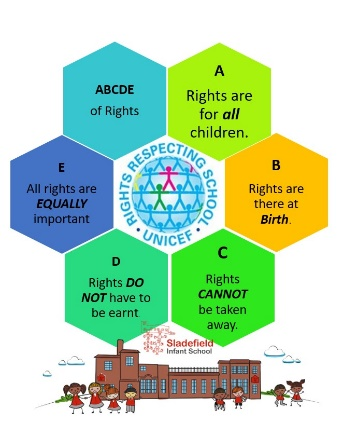 ABCDE
of Rights
A
Rights are
for all
children.
B
Rights are
there at
Birth.
C
Rights
CANNOT
be taken
away.
D
Rights DO
NOT have to
be earnt
E
All rights are
EQUALLY
important
RIGHTS RESPECTING SCHOOL
· UNICEF ·
Sladefield
Infant School